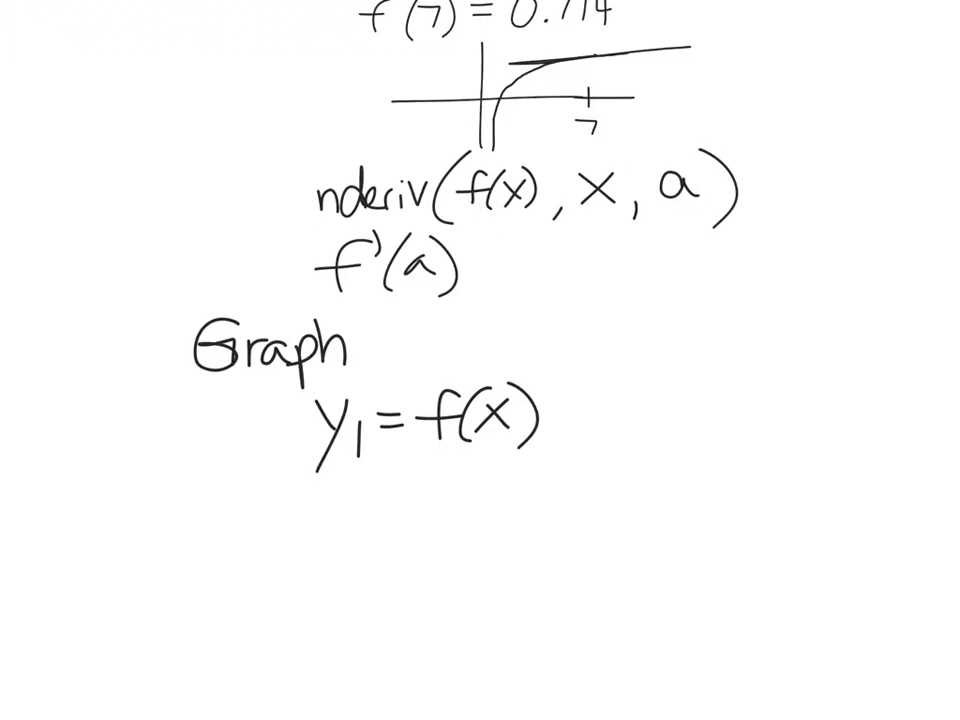 f'(7) = 0.714
7
nderiv(f(x), x, a)
f'(a)
Graph
y₁ = f(x)